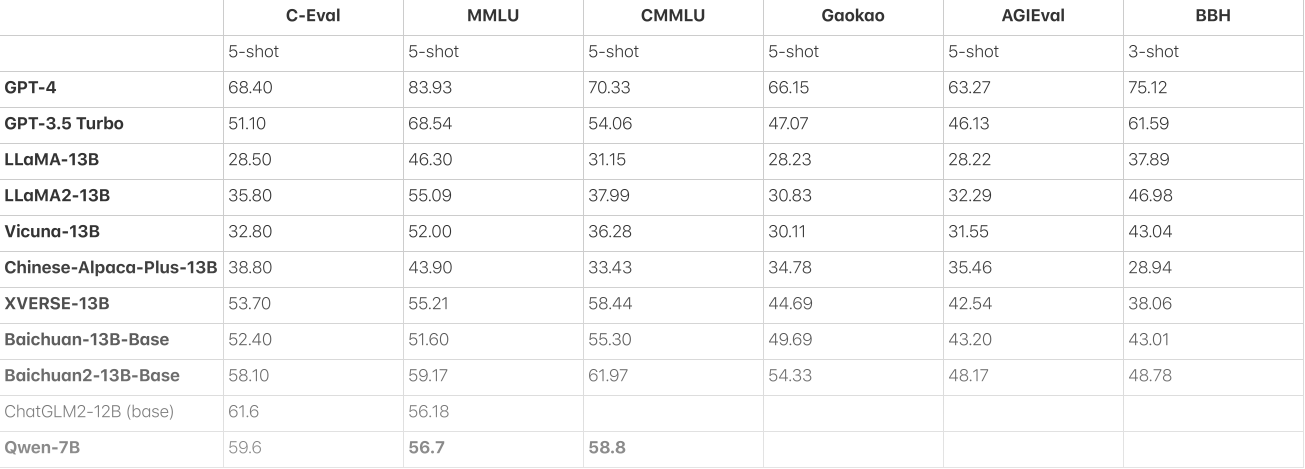 C-Eval MMLU CMMLU Gaokao AGIEval BBH
5-shot 5-shot 5-shot 5-shot 5-shot 3-shot
GPT-4 68.40 83.93 70.33 66.15 63.27 75.12
GPT-3.5 Turbo 51.10 68.54 54.06 47.07 46.13 61.59
LLaMA-13B 28.50 46.30 31.15 28.23 28.22 37.89
LLaMA2-13B 35.80 55.09 37.99 30.83 32.29 46.98
Vicuna-13B 32.80 52.00 36.28 30.11 31.55 43.04
Chinese-Alpaca-Plus-13B 38.80 43.90 33.43 34.78 35.46 28.94
XVERSE-13B 53.70 55.21 58.44 44.69 42.54 38.06
Baichuan-13B-Base 52.40 51.60 55.30 49.69 43.20 43.01
Baichuan2-13B-Base 58.10 59.17 61.97 54.33 48.17 48.78
ChatGLM2-12B (base) 61.6 56.18
Qwen-7B 59.6 56.7 58.8